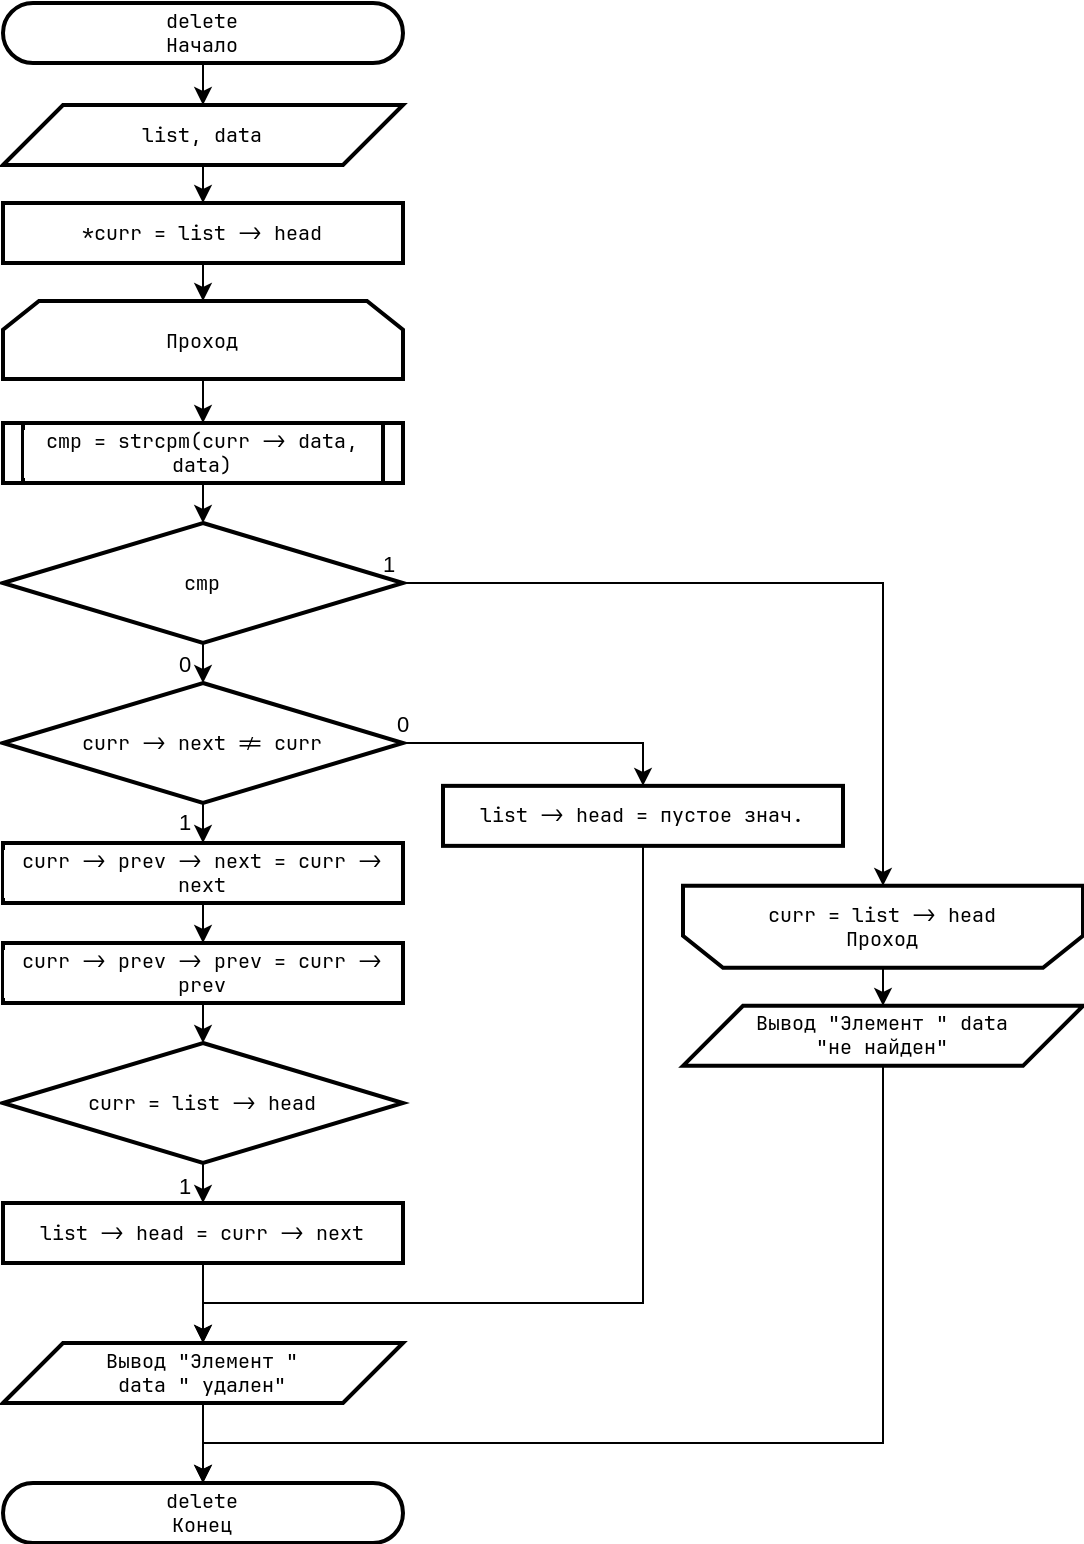 delete
Начало
list, data
*curr = list -> head
Проход
cmp = strcpm(curr -> data,
data)
cmp
1
0
curr -> next != curr
0
1
list -> head = пустое знач.
curr -> prev -> next = curr ->
next
curr = list -> head
Проход
curr -> prev -> prev = curr ->
prev
Вывод "Элемент " data
"не найден"
curr = list -> head
1
list -> head = curr -> next
Вывод "Элемент "
data " удален"
delete
Конец